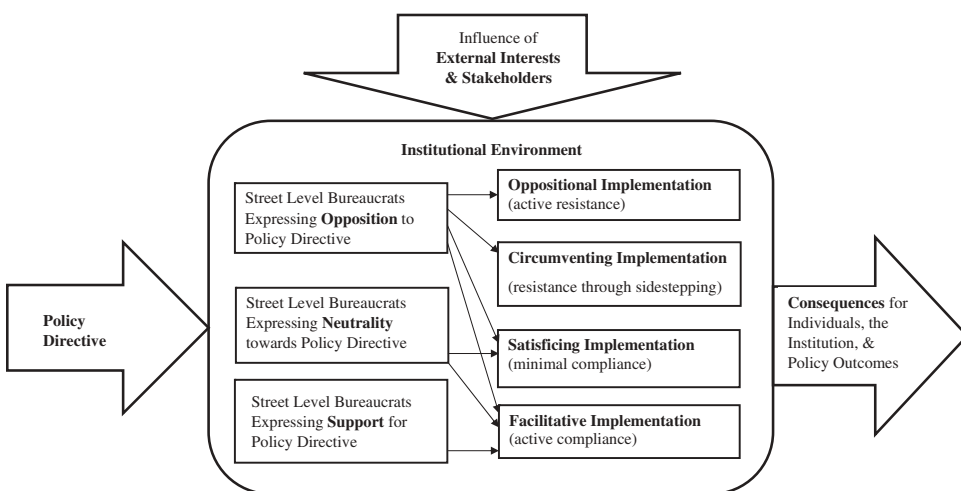 Influence of
External Interests
& Stakeholders
Institutional Environment
Policy
Directive
Street Level Bureaucrats
Expressing Opposition to
Policy Directive
Street Level Bureaucrats
Expressing Neutrality
towards Policy Directive
Street Level Bureaucrats
Expressing Support for
Policy Directive
Oppositional Implementation
(active resistance)
Circumventing Implementation
(resistance through sidestepping)
Satisficing Implementation
(minimal compliance)
Facilitative Implementation
(active compliance)
Consequences for
Individuals, the
Institution, &
Policy Outcomes